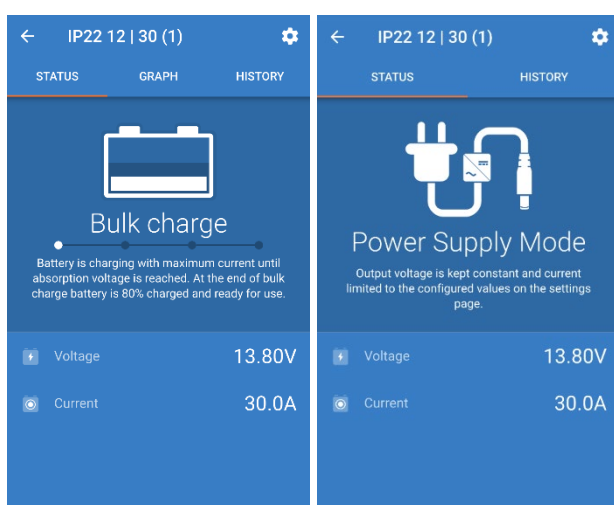 IP22 12 | 30 (1)
STATUS GRAPH HISTORY
Bulk charge
Battery is charging with maximum current until
absorption voltage is reached. At the end of bulk
charge battery is 80% charged and ready for use.
Voltage 13.80V
Current 30.0A
IP22 12 | 30 (1)
STATUS HISTORY
Power Supply Mode
Output voltage is kept constant and current
limited to the configured values on the settings
page.
Voltage 13.80V
Current 30.0A